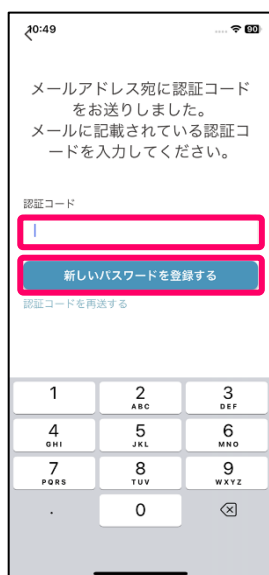 10:49
90
メールアドレス宛に認証コード
をお送りしました。
メールに記載されている認証コ
ードを入力してください。
認証コード
新しいパスワードを登録する
認証コードを再送する
1
2
ABC
3
DEF
4
GHI
5
JKL
6
MNO
7
PQRS
8
TUV
9
WXYZ
.
0